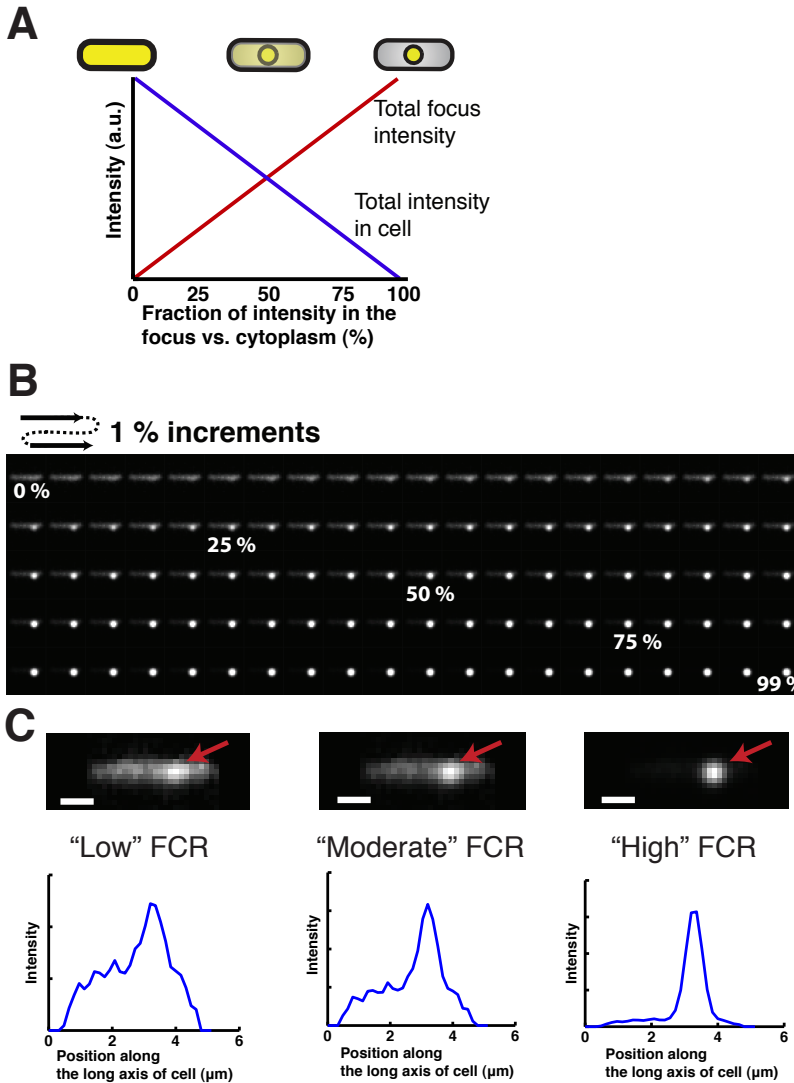 A
Intensity (a.u.)
Total focus
intensity
Total intensity
in cell
0 25 50 75 100
Fraction of intensity in the
focus vs. cytoplasm (%)
B
1 % increments
0 %
25 %
50 %
75 %
99 %
C
“Low” FCR
“Moderate” FCR
“High” FCR
Intensity
0 2 4 6
Position along
the long axis of cell (μm)
Intensity
0 2 4 6
Position along
the long axis of cell (μm)
Intensity
0 2 4 6
Position along
the long axis of cell (μm)